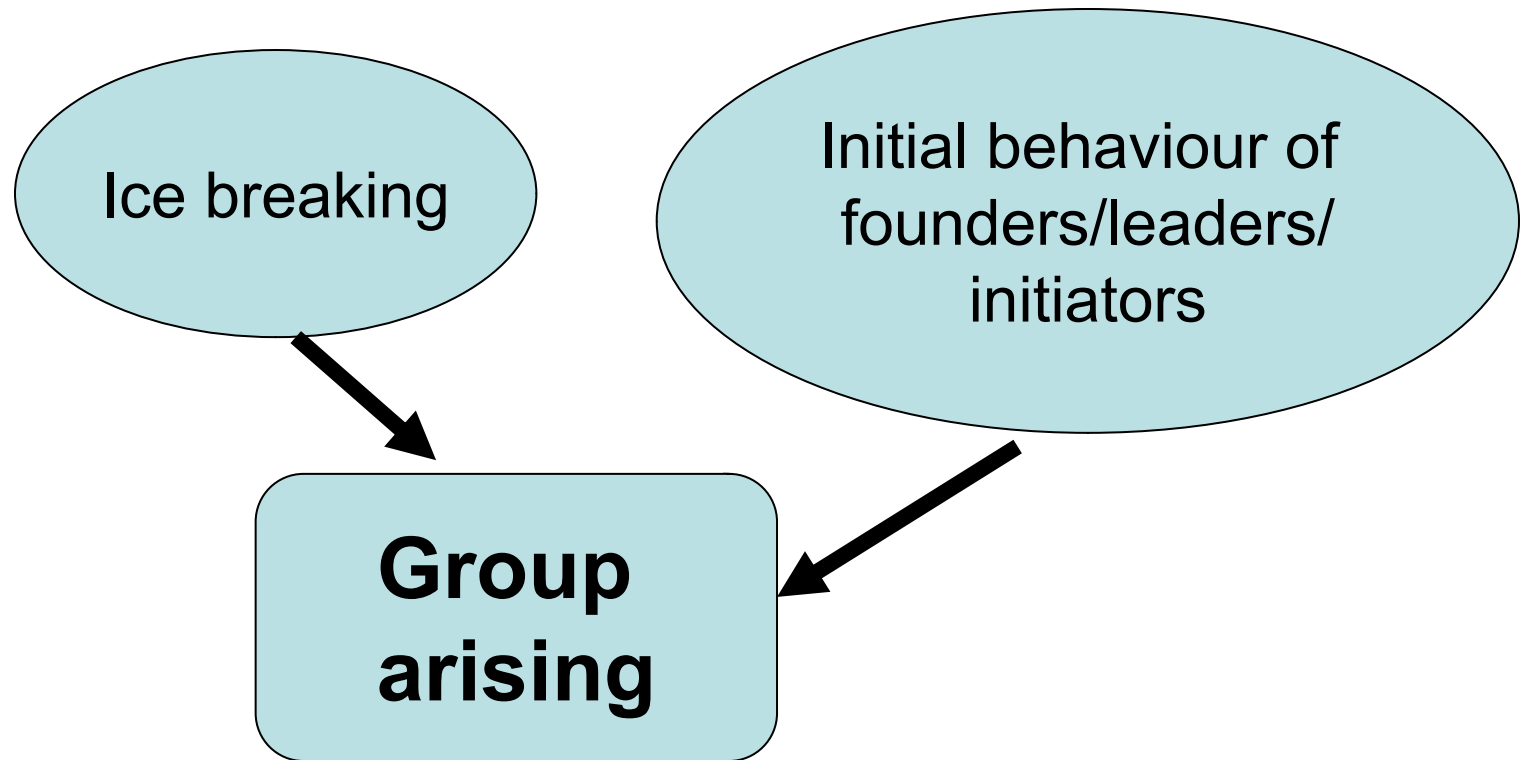 Ice breaking
Initial behaviour of
founders/leaders/
initiators
Group
arising